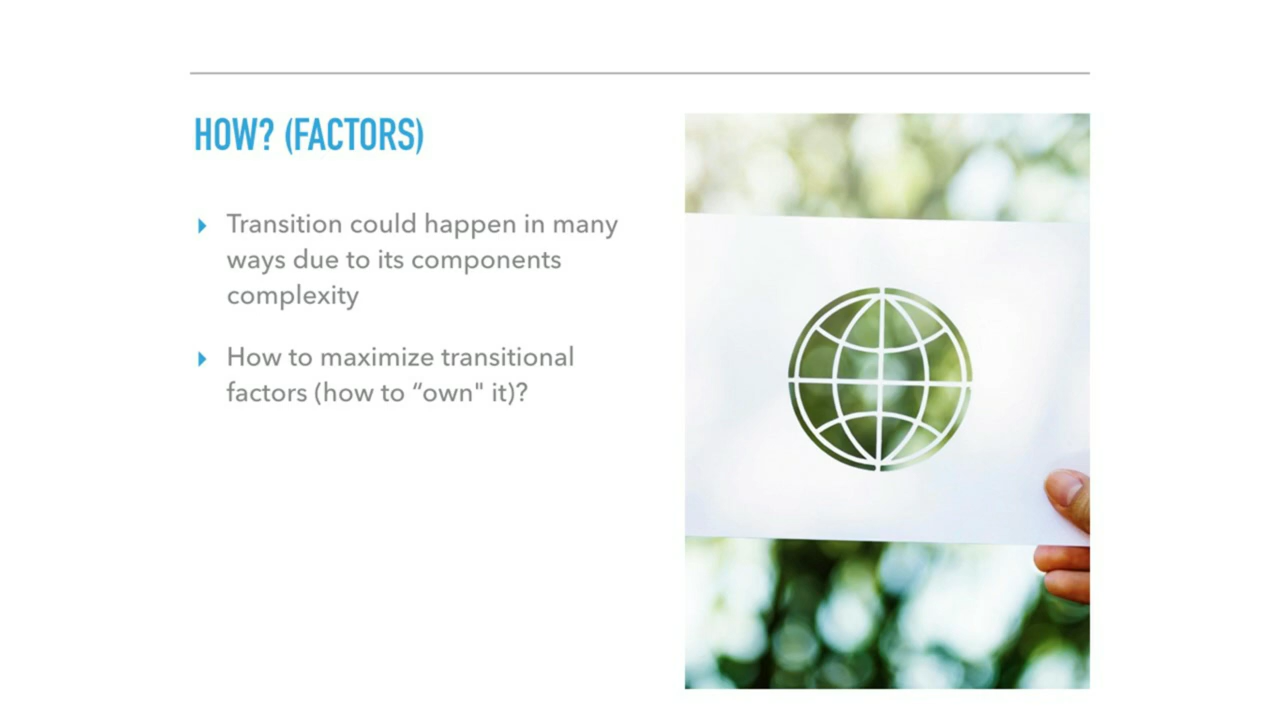 HOW? (FACTORS)
Transition could happen in many
ways due to its components
complexity
How to maximize transitional
factors (how to “own" it)?